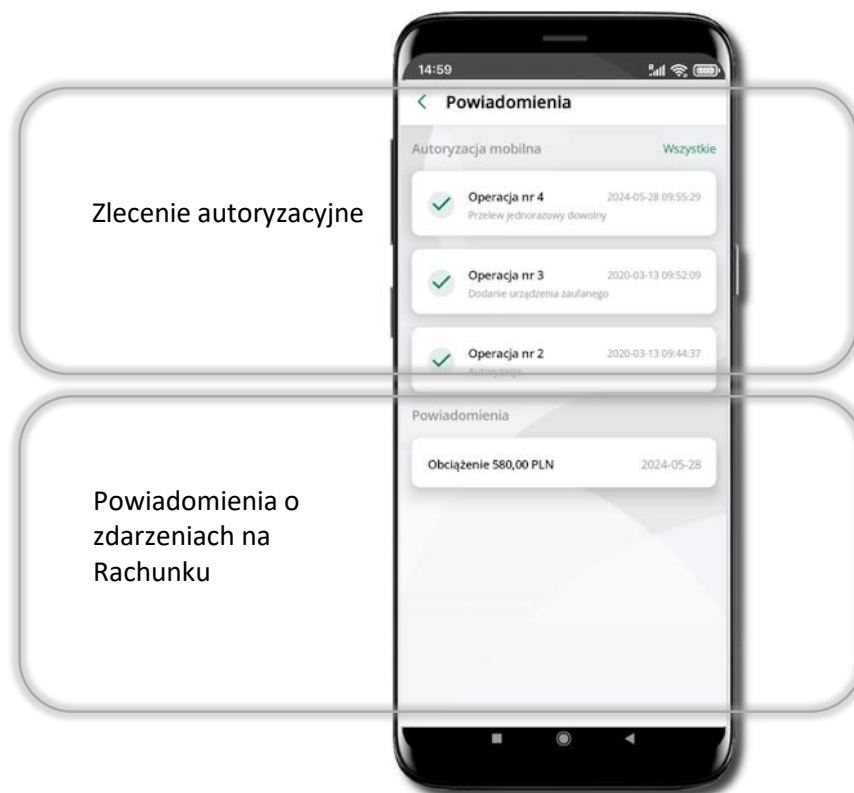 14:59
Powiadomienia
Autoryzacja mobilna Wszystkie
Zlecenie autoryzacyjne
Operacja nr 4 2024-05-28 09:55:29
Przelew jednorazowy dowolny
Operacja nr 3 2020-03-13 09:52:09
Dodanie urządzenia zaufanego
Operacja nr 2 2020-03-13 09:44:37
Autoryzacja
Powiadomienia
Obciążenie 580,00 PLN 2024-05-28
Powiadomienia o
zdarzeniach na
Rachunku